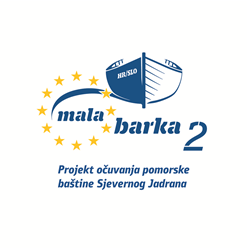 HR/SLO
mala
barka 2
Projekt očuvanja pomorske
baštine Sjevernog Jadrana